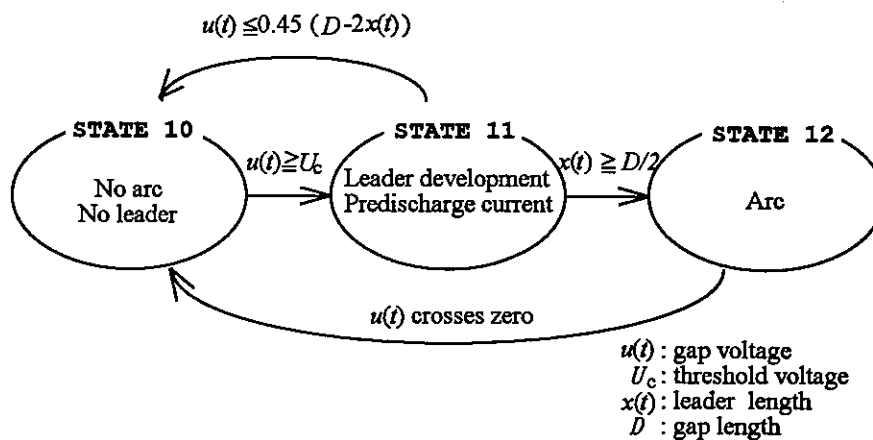 u(t) ≦0.45 (D-2x(t))
STATE 10
STATE 11
STATE 12
u(t)≧Uc
x(t) ≧ D/2
No arc
No leader
Leader development
Predischarge current
Arc
u(t) crosses zero
u(t) : gap voltage
Uc : threshold voltage
x(t) : leader length
D : gap length